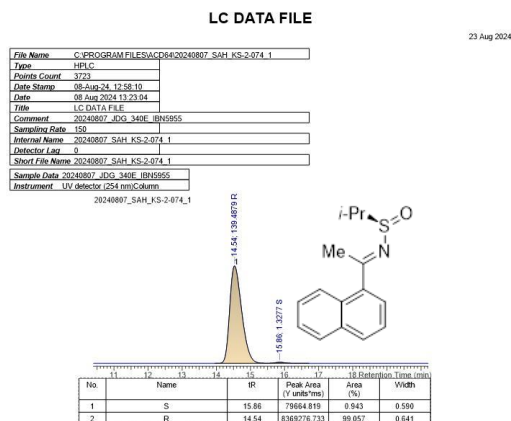 LC DATA FILE
23 Aug 2024
File Name C:\PROGRAM FILES\ACD64\20240807_SAH_KS-2-074_1
Type HPLC
Points Count 3723
Date Stamp 08-Aug-24, 12:58:10
Date 08 Aug 2024 13:23:04
Title LC DATA FILE
Comment 20240807_JDG_340E_IBN5955
Sampling Rate 150
Internal Name 20240807_SAH_KS-2-074_1
Detector Lag 0
Short File Name 20240807_SAH_KS-2-074_1
Sample Data 20240807_JDG_340E_IBN5955
Instrument UV detector (254 nm)Column
20240807_SAH_KS-2-074_1
14.54; 139.4879 R
15.86; 1.3277 S
i-Pr S O
Me N
11 12 13 14 15 16 17 18 Retention Time (min)
No. Name tR Peak Area (Y units*ms) Area (%) Width
1 S 15.86 79664.819 0.943 0.590
2 R 14.54 8369276.733 99.057 0.641